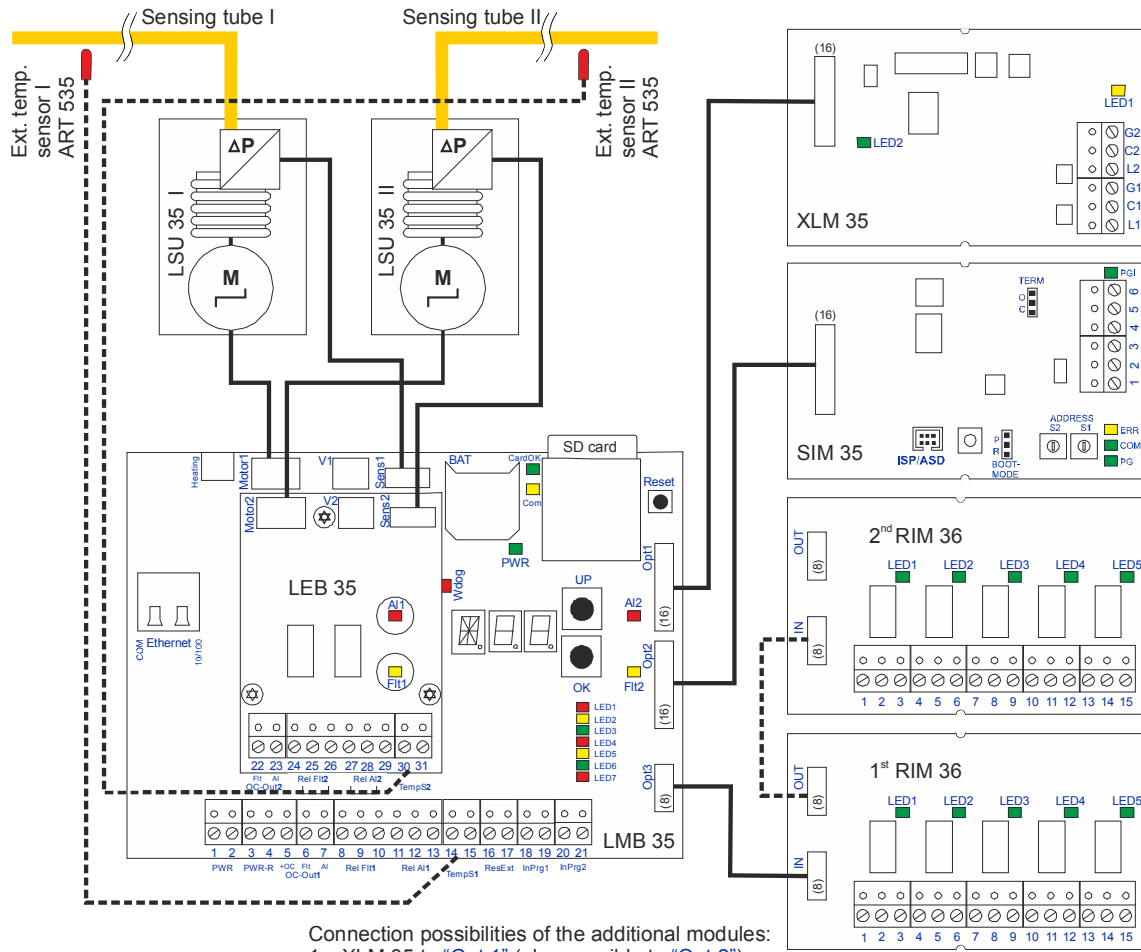 Sensing tube I
Sensing tube II
Ext. temp.
sensor I
ART 535
Ext. temp.
sensor II
ART 535
ΔP
ΔP
LSU 35 I
LSU 35 II
M
M
(16)
LED1
LED2
G2
C2
L2
G1
C1
L1
XLM 35
(16)
TERM
O
C
PGI
6
5
4
3
2
1
ADDRESS
S2 S1
ERR
COM
PG
P
R
BOOT-
MODE
ISP/ASD
SIM 35
Heating
Motor1
V1
Sens1
BAT
CardOK
Com
SD card
Reset
Motor2
V2
Sens2
PWR
Opt1
(16)
LEB 35
Wdog
UP
Al1
Al2
COM
Ethernet
10/100
Flt1
OK
Flt2
Opt2
(16)
LED1
LED2
LED3
LED4
LED5
LED6
LED7
Opt3
(8)
22 23 24 25 26 27 28 29 30 31
Flt Al
OC-Out2
Rel Flt2
Rel Al2
TempS2
LMB 35
1 2 3 4 5 6 7 8 9 10 11 12 13 14 15 16 17 18 19 20 21
PWR PWR-R +OC Flt Al
OC-Out1
Rel Flt1 Rel Al1 TempS1 ResExt InPrg1 InPrg2
OUT
(8)
2nd RIM 36
LED1 LED2 LED3 LED4 LED5
IN
(8)
1 2 3 4 5 6 7 8 9 10 11 12 13 14 15
OUT
(8)
1st RIM 36
LED1 LED2 LED3 LED4 LED5
IN
(8)
1 2 3 4 5 6 7 8 9 10 11 12 13 14 15
Connection possibilities of the additional modules: